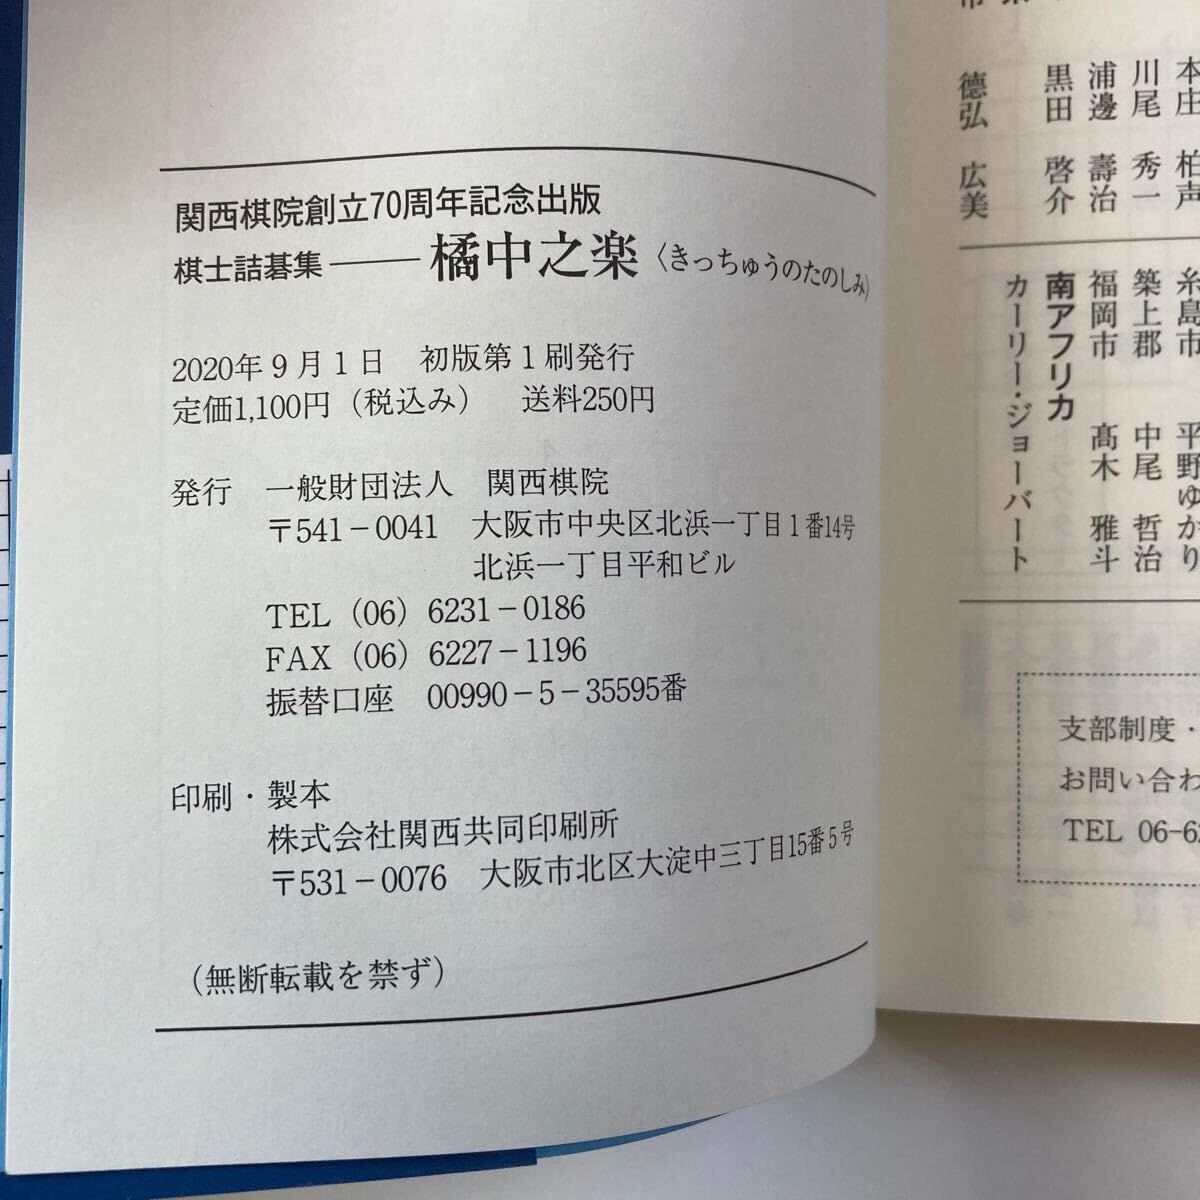 関西棋院創立70周年記念出版
棋士詰碁集――橘中之楽〈きっちゅうのたのしみ〉
2020年9月1日　初版第1刷発行
定価1,100円（税込み）　送料250円
発行　一般財団法人　関西棋院
〒541－0041　大阪市中央区北浜一丁目1番14号
北浜一丁目平和ビル
TEL（06）6231－0186
FAX（06）6227－1196
振替口座　00990－5－35595番
印刷・製本
株式会社関西共同印刷所
〒531－0076　大阪市北区大淀中三丁目15番5号
（無断転載を禁ず）
本庄　柏声
川尾　秀一
浦邊　壽治
黒田　啓介
德弘　広美
糸島市　平野ゆかり
築上郡　中尾　哲治
福岡市　髙木　雅斗
南アフリカ
カーリー・ジョーバート
支部制度・
お問い合わ
TEL 06-62